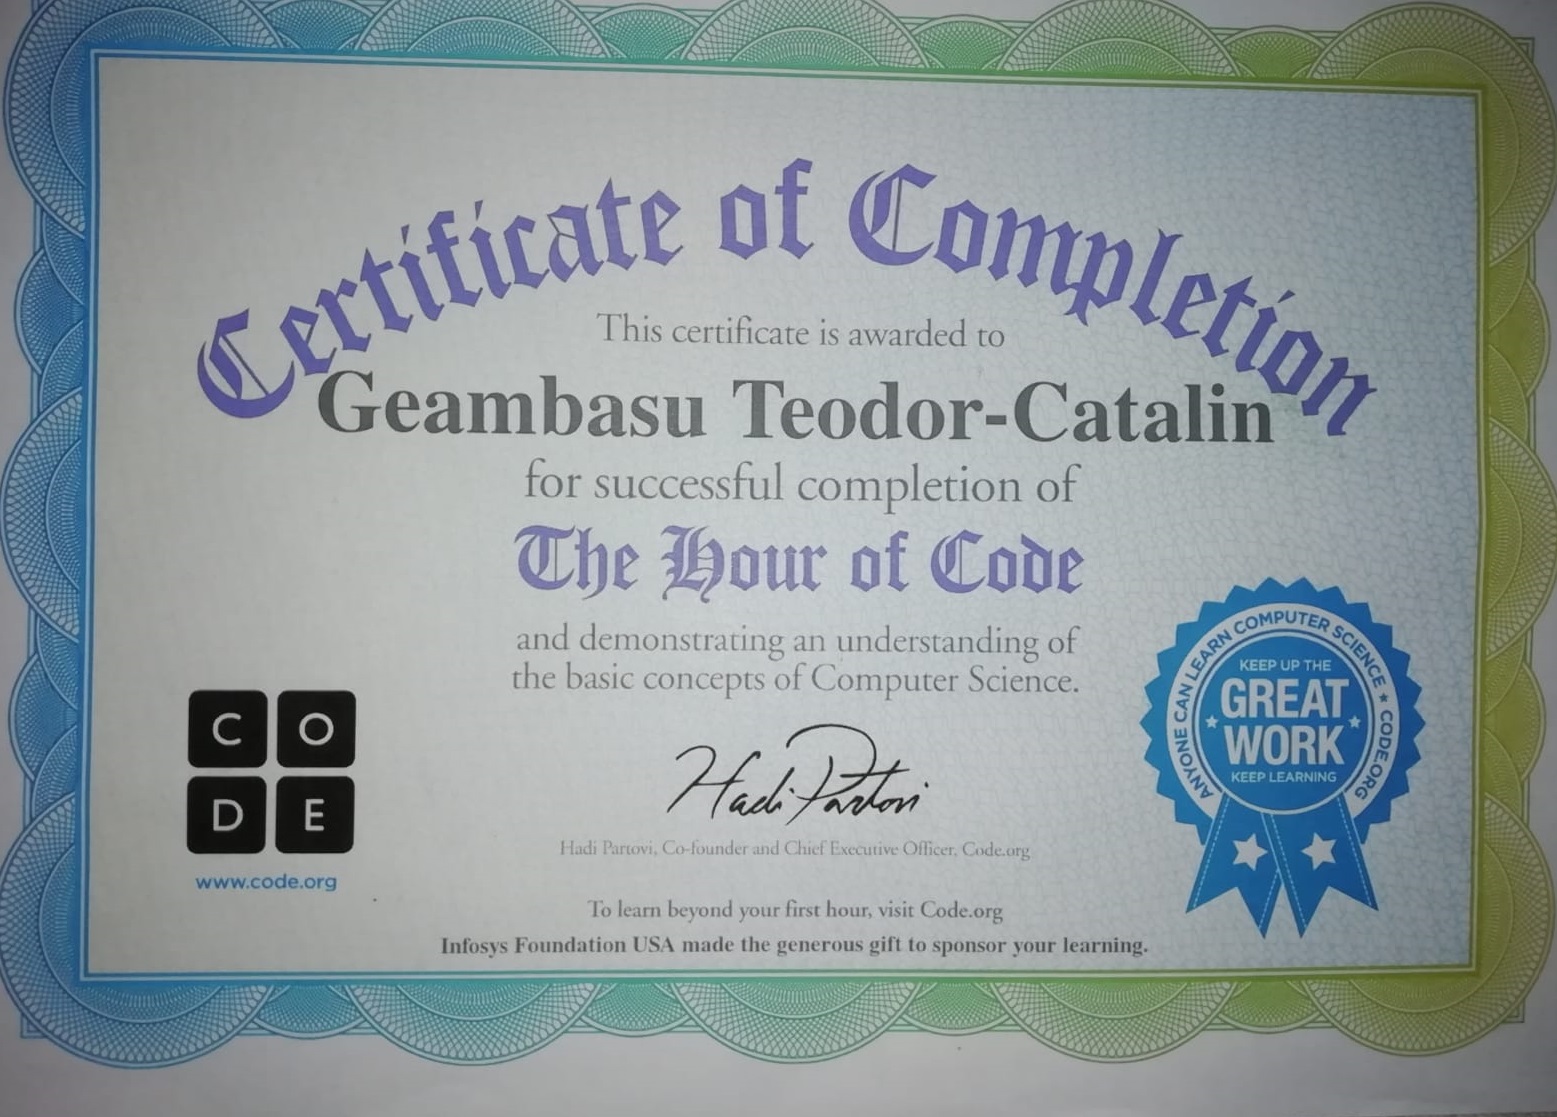 Certificate of Completion
This certificate is awarded to
Geambasu Teodor-Catalin
for successful completion of
The Hour of Code
and demonstrating an understanding of
the basic concepts of Computer Science.
C O
D E
www.code.org
Hadi Partovi
Hadi Partovi, Co-founder and Chief Executive Officer, Code.org
To learn beyond your first hour, visit Code.org
Infosys Foundation USA made the generous gift to sponsor your learning.
ANYONE CAN LEARN COMPUTER SCIENCE ★ CODE.ORG
KEEP UP THE
GREAT
WORK
KEEP LEARNING